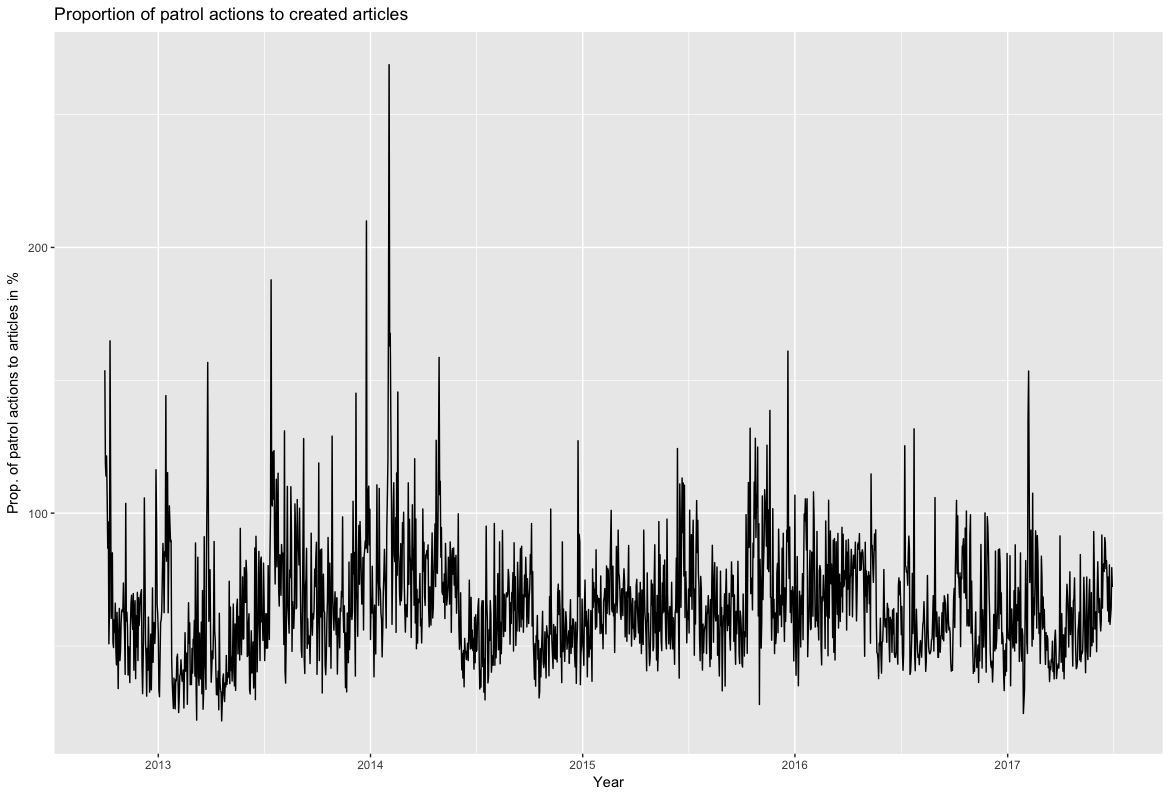 Proportion of patrol actions to created articles
Prop. of patrol actions to articles in %
200
100
2013
2014
2015
2016
2017
Year